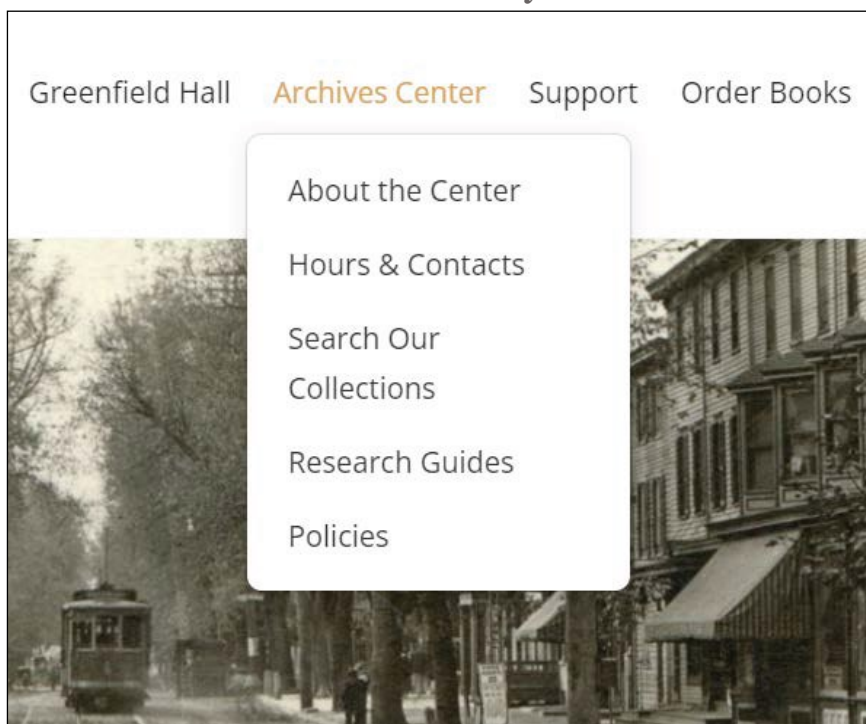 Greenfield Hall Archives Center Support Order Books
About the Center
Hours & Contacts
Search Our
Collections
Research Guides
Policies